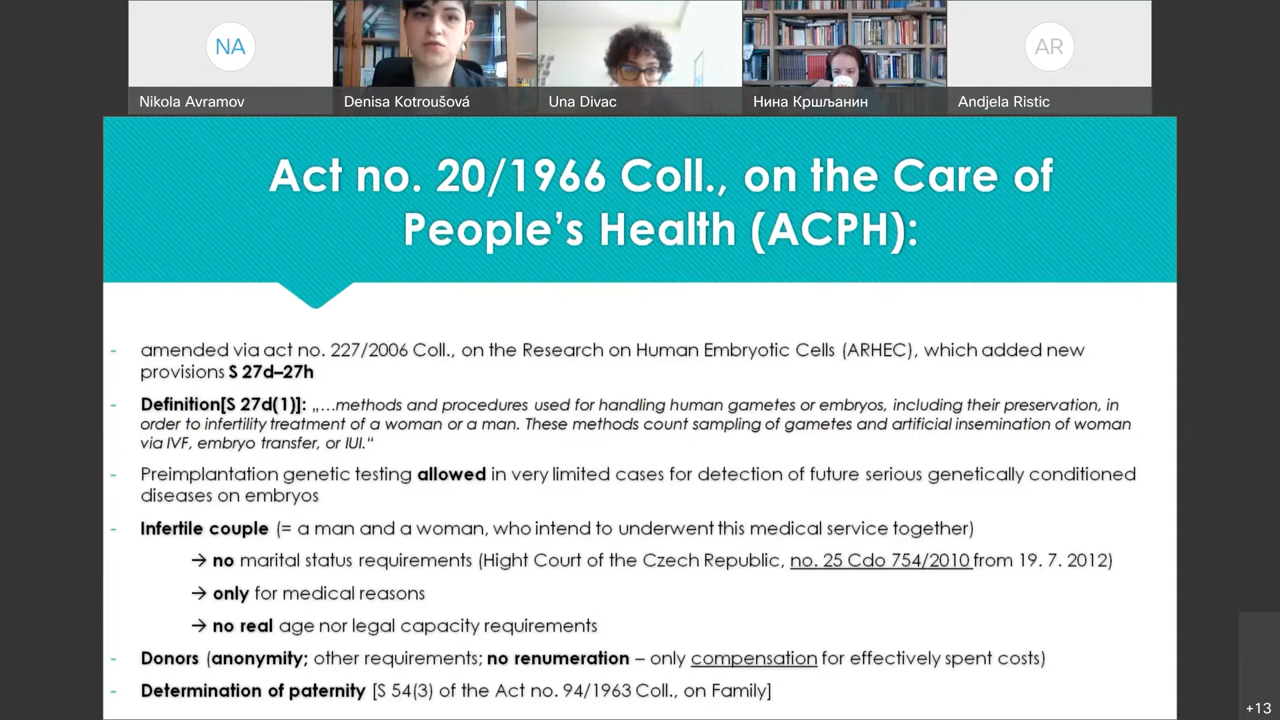 NA
AR
Nikola Avramov
Denisa Kotroušová
Una Divac
Нина Кршљанин
Andjela Ristic
Act no. 20/1966 Coll., on the Care of
People's Health (ACPH):
- amended via act no. 227/2006 Coll., on the Research on Human Embryotic Cells (ARHEC), which added new
provisions S 27d–27h
- Definition[S 27d(1)]: „…methods and procedures used for handling human gametes or embryos, including their preservation, in
order to infertility treatment of a woman or a man. These methods count sampling of gametes and artificial insemination of woman
via IVF, embryo transfer, or IUI.“
- Preimplantation genetic testing allowed in very limited cases for detection of future serious genetically conditioned
diseases on embryos
- Infertile couple (= a man and a woman, who intend to underwent this medical service together)
→ no marital status requirements (Hight Court of the Czech Republic, no. 25 Cdo 754/2010 from 19. 7. 2012)
→ only for medical reasons
→ no real age nor legal capacity requirements
- Donors (anonymity; other requirements; no renumeration – only compensation for effectively spent costs)
- Determination of paternity [S 54(3) of the Act no. 94/1963 Coll., on Family]
+13